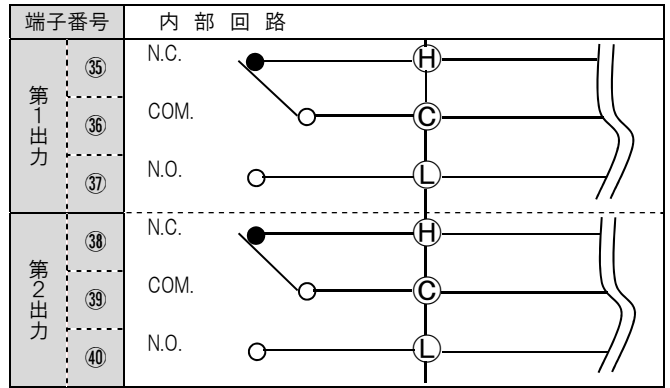 端子番号 内部回路
第1出力
㉟ N.C. H
㊱ COM. C
㊲ N.O. L
第2出力
㊳ N.C. H
㊴ COM. C
㊵ N.O. L